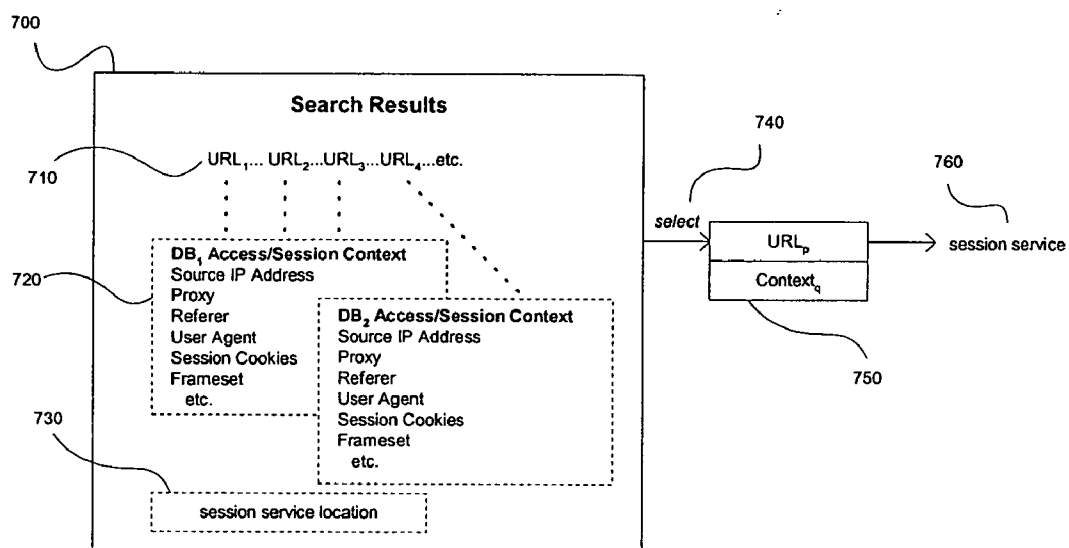 700
Search Results
740
710
URL1... URL2...URL3...URL4...etc.
760
select
URLp
session service
Contextq
750
720
DB1 Access/Session Context
Source IP Address
Proxy
Referer
User Agent
Session Cookies
Frameset
etc.
DB2 Access/Session Context
Source IP Address
Proxy
Referer
User Agent
Session Cookies
Frameset
etc.
730
session service location